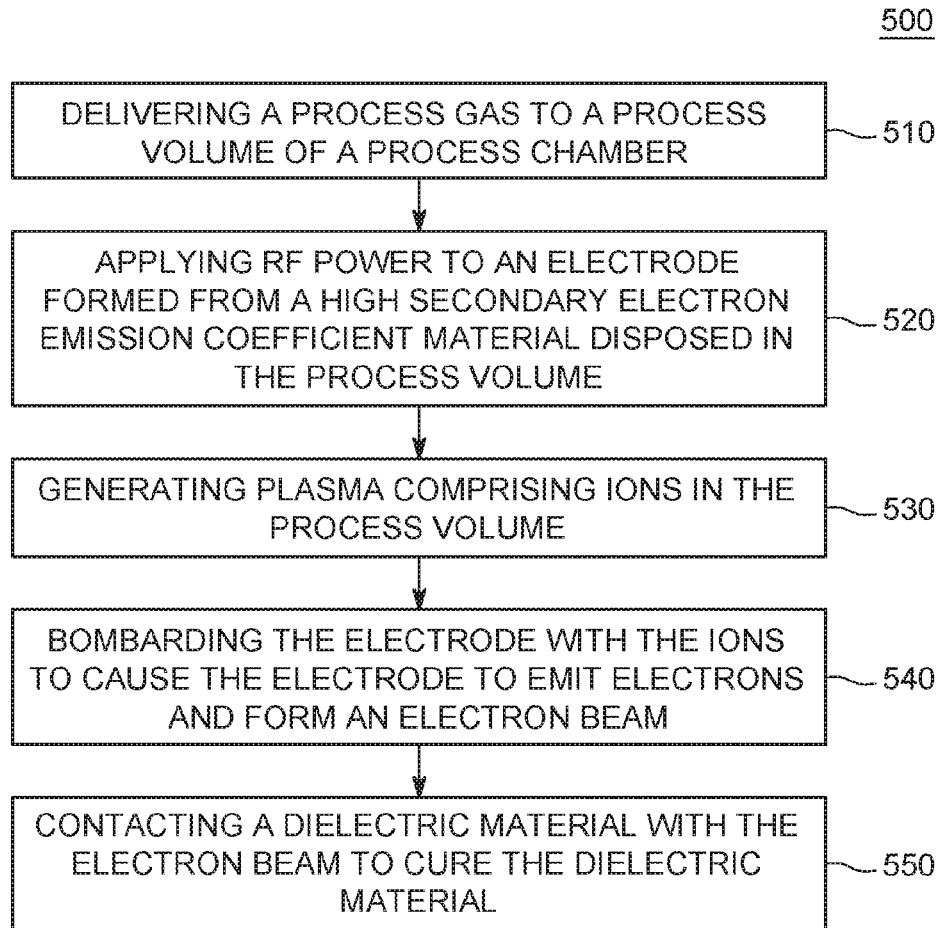 500
DELIVERING A PROCESS GAS TO A PROCESS
VOLUME OF A PROCESS CHAMBER
510
APPLYING RF POWER TO AN ELECTRODE
FORMED FROM A HIGH SECONDARY ELECTRON
EMISSION COEFFICIENT MATERIAL DISPOSED IN
THE PROCESS VOLUME
520
GENERATING PLASMA COMPRISING IONS IN THE
PROCESS VOLUME
530
BOMBARDING THE ELECTRODE WITH THE IONS
TO CAUSE THE ELECTRODE TO EMIT ELECTRONS
AND FORM AN ELECTRON BEAM
540
CONTACTING A DIELECTRIC MATERIAL WITH THE
ELECTRON BEAM TO CURE THE DIELECTRIC
MATERIAL
550